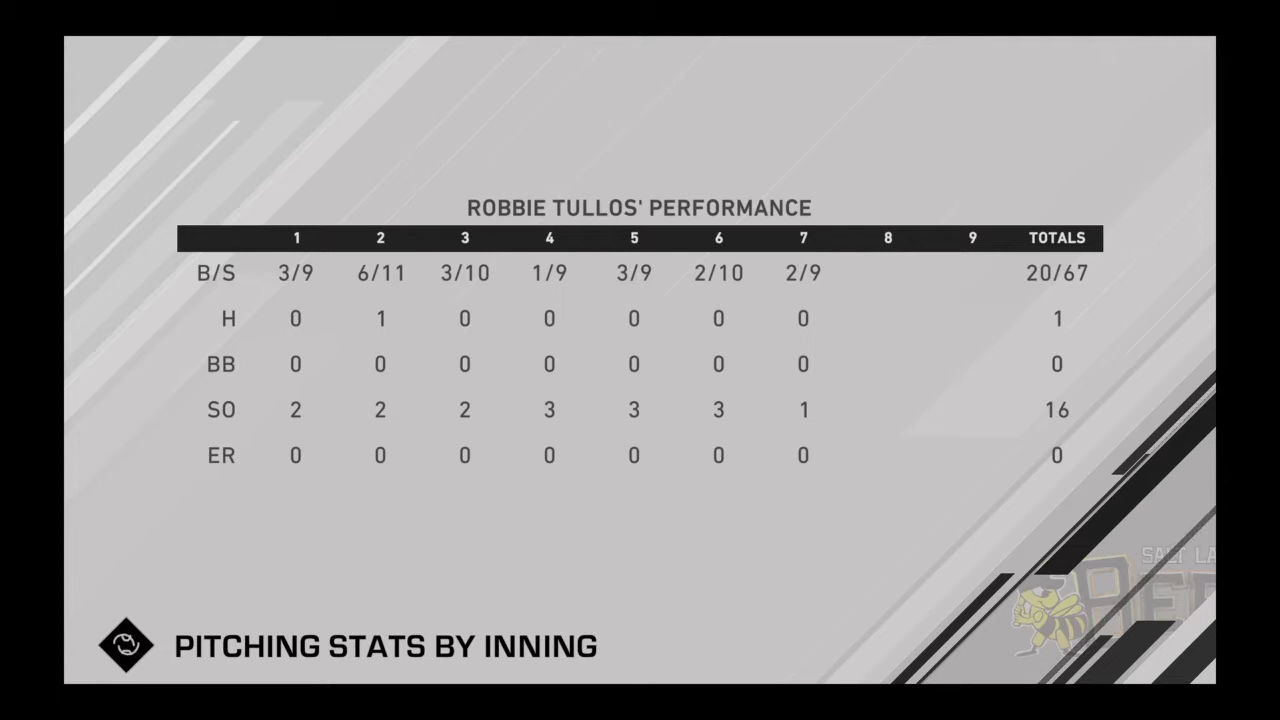 ROBBIE TULLOS' PERFORMANCE
1 2 3 4 5 6 7 8 9 TOTALS
B/S 3/9 6/11 3/10 1/9 3/9 2/10 2/9 20/67
H 0 1 0 0 0 0 0 1
BB 0 0 0 0 0 0 0 0
SO 2 2 2 3 3 3 1 16
ER 0 0 0 0 0 0 0 0
SALT LA
PITCHING STATS BY INNING